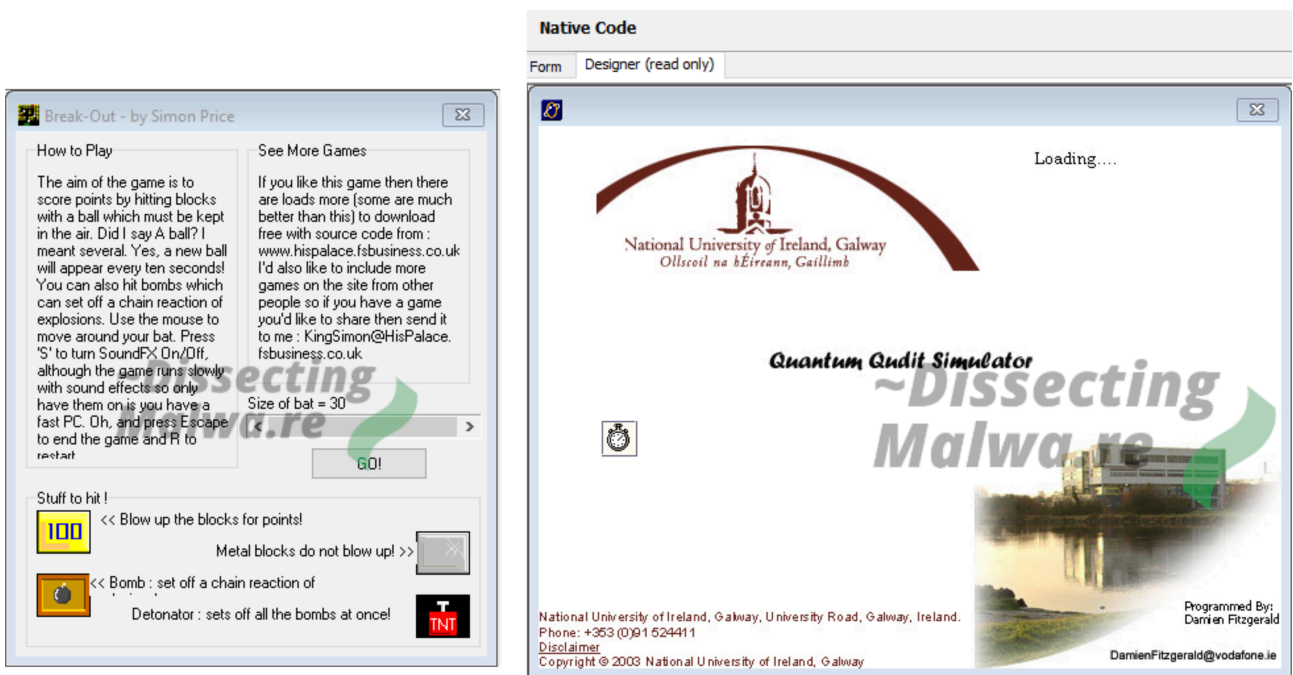 Break-Out - by Simon Price
How to Play
The aim of the game is to
score points by hitting blocks
with a ball which must be kept
in the air. Did I say A ball? I
meant several. Yes, a new ball
will appear every ten seconds!
You can also hit bombs which
can set off a chain reaction of
explosions. Use the mouse to
move around your bat. Press
'S' to turn SoundFX On/Off,
although the game runs slowly
with sound effects so only
have them on is you have a
fast PC. Oh, and press Escape
to end the game and R to
restart
See More Games
If you like this game then there
are loads more (some are much
better than this) to download
free with source code from :
www.hispalace.fsbusiness.co.uk
I'd also like to include more
games on the site from other
people so if you have a game
you'd like to share then send it
to me : KingSimon@HisPalace.
fsbusiness.co.uk
Size of bat = 30
GO!
Stuff to hit !
100
<< Blow up the blocks for points!
Metal blocks do not blow up! >>
<< Bomb : set off a chain reaction of
Detonator : sets off all the bombs at once!
TNT
~Dissecting
Malwa.re
Native Code
Form
Designer (read only)
Loading....
National University of Ireland, Galway
Ollscoil na hÉireann, Gaillimh
Quantum Qudit Simulator
~Dissecting
Malwa.re
National University of Ireland, Galway, University Road, Galway, Ireland.
Phone: +353 (0)91 524411
Disclaimer
Copyright © 2003 National University of Ireland, Galway
Programmed By:
Damien Fitzgerald
DamienFitzgerald@vodafone.ie